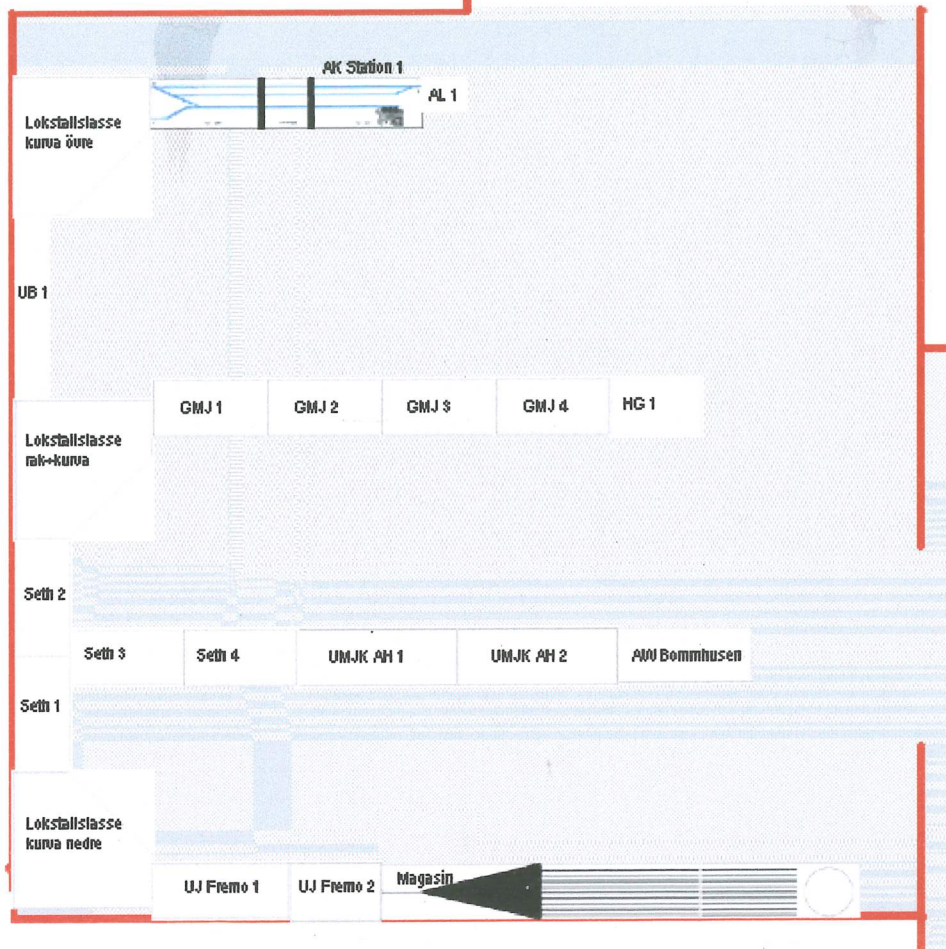 AK Station 1
AL 1
Lokstallslasse
kurva övre
UB 1
GMJ 1
GMJ 2
GMJ 3
GMJ 4
HG 1
Lokstallslasse
rak+kurva
Seth 2
Seth 3
Seth 4
UMJK AH 1
UMJK AH 2
AW Bommhusen
Seth 1
Lokstallslasse
kurva nedre
UJ Fremo 1
UJ Fremo 2
Magasin